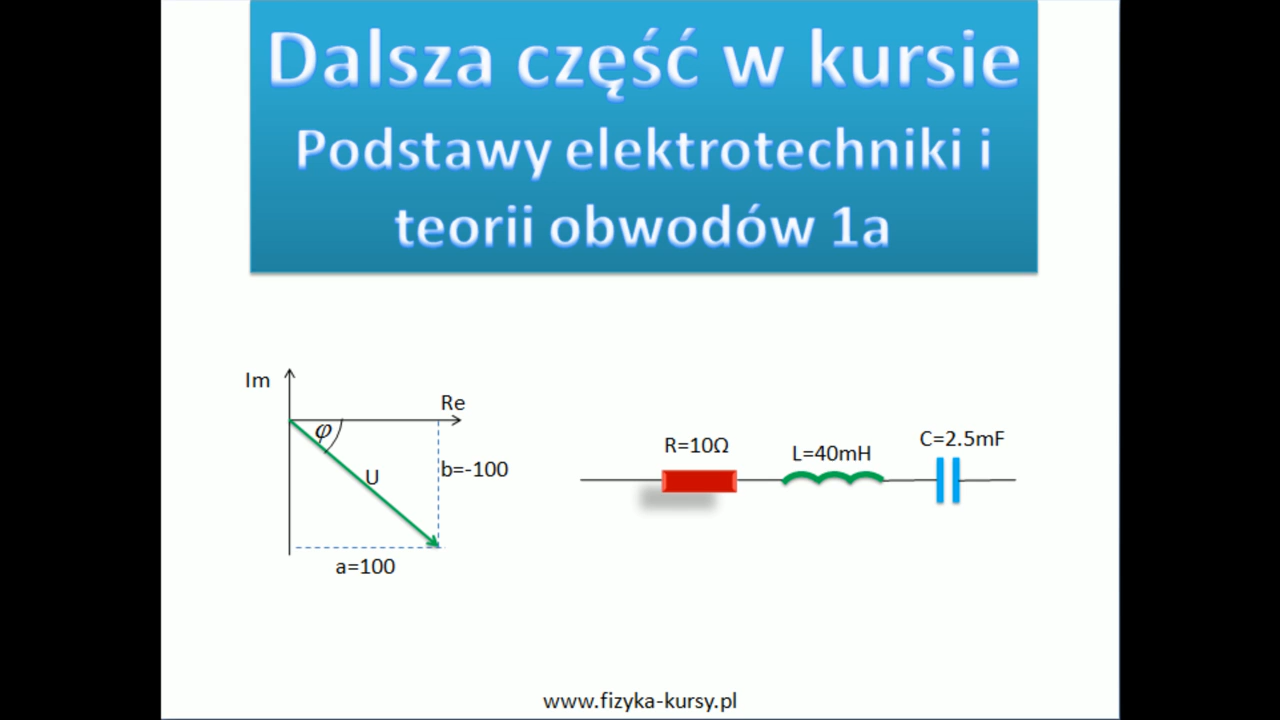 Dalsza część w kursie
Podstawy elektrotechniki i
teorii obwodów 1a
Im
Re
φ
U
b=-100
a=100
R=10Ω
L=40mH
C=2.5mF
www.fizyka-kursy.pl